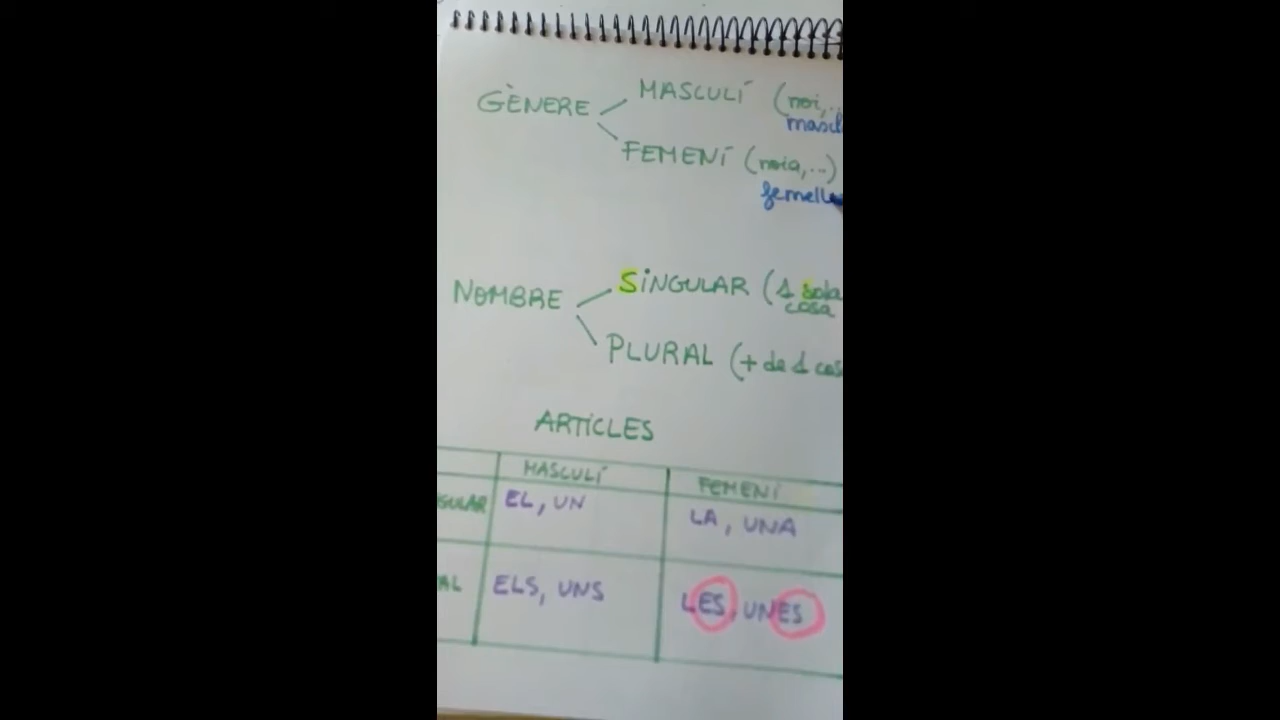 GÈNERE MASCULÍ (noi,..
FEMENÍ (noia,...)
NOMBRE SINGULAR (1 sola
cosa
PLURAL (+ de 1
ARTICLES
MASCULÍ FEMENÍ
EL, UN LA, UNA
ELS, UNS LES, UNES